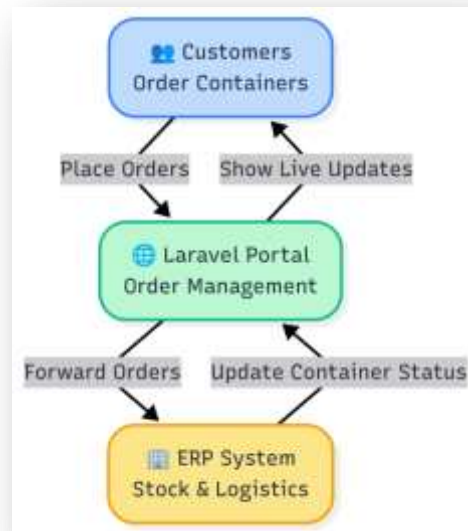 👥 Customers
Order Containers
Place Orders
Show Live Updates
🌐 Laravel Portal
Order Management
Forward Orders
Update Container Status
🏢 ERP System
Stock & Logistics